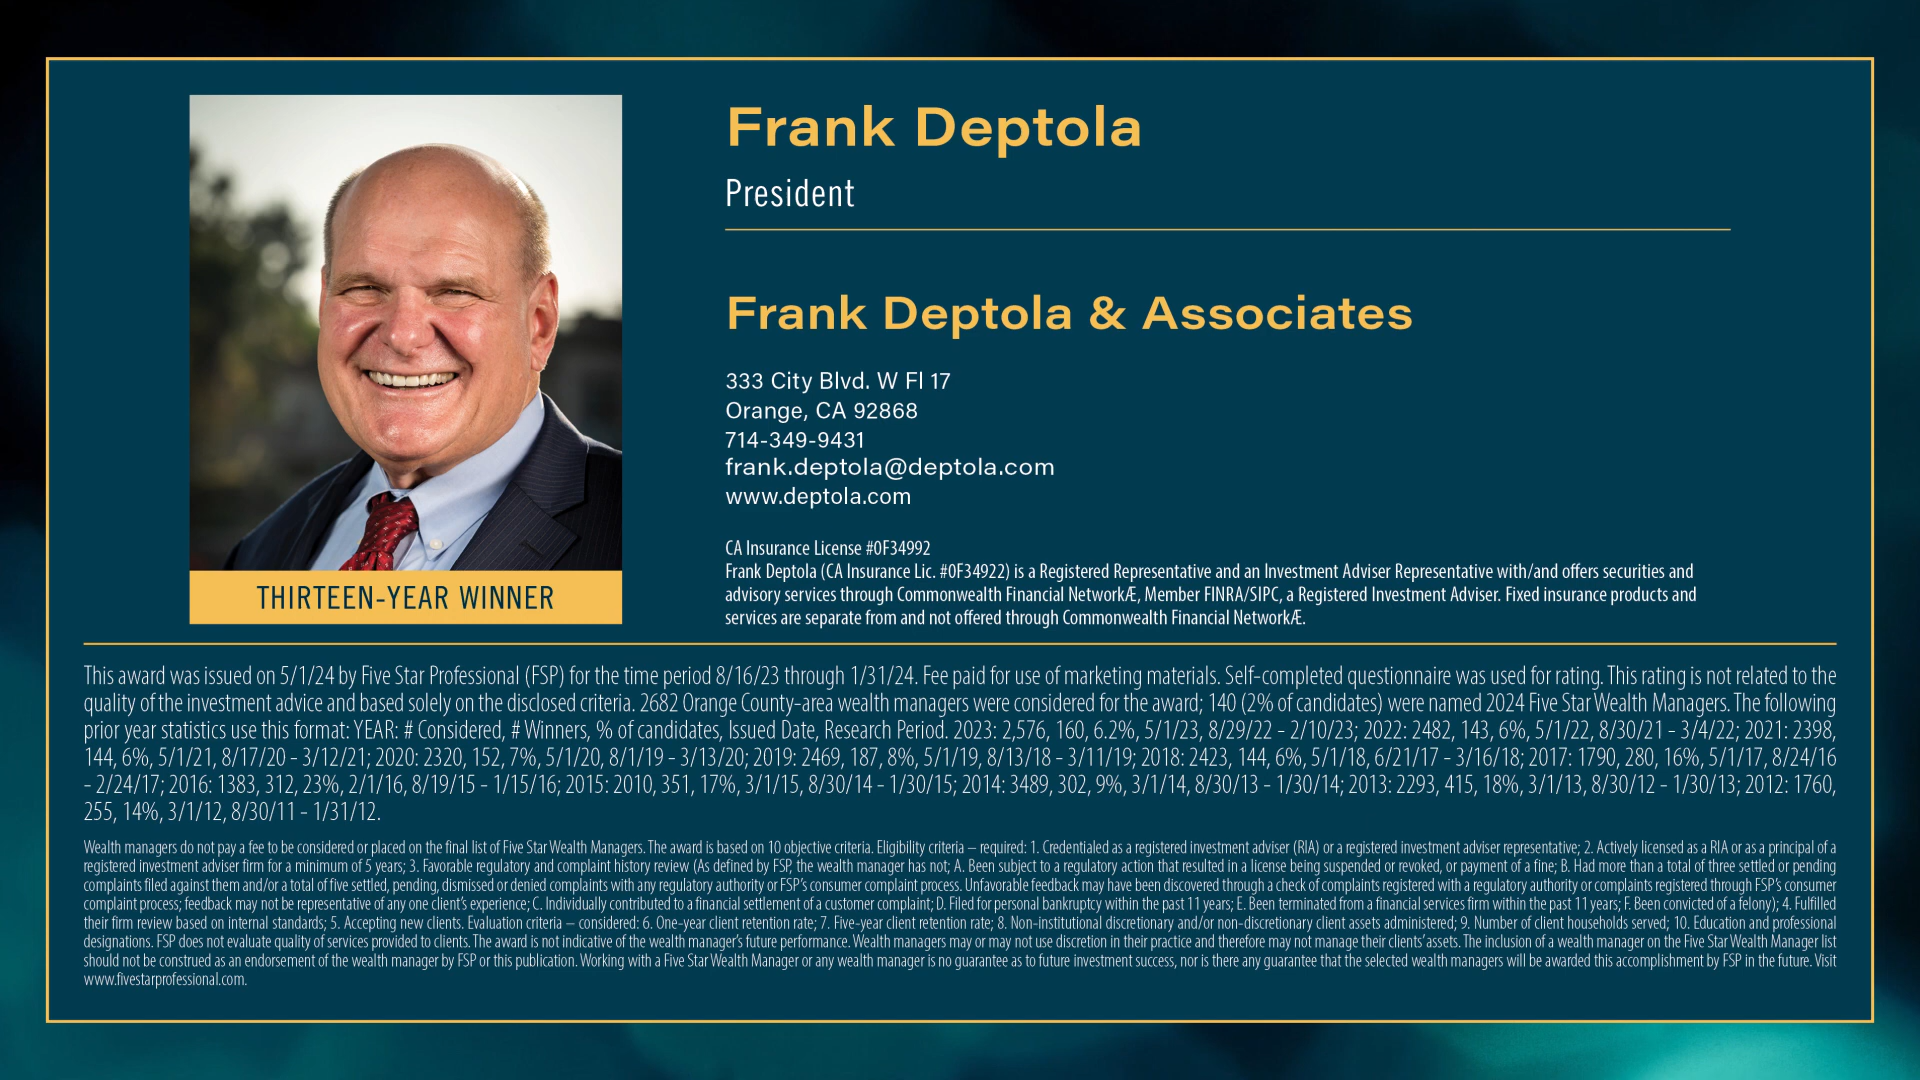 Frank Deptola
President
Frank Deptola & Associates
333 City Blvd. W Fl 17
Orange, CA 92868
714-349-9431
frank.deptola@deptola.com
www.deptola.com
CA Insurance License #0F34992
Frank Deptola (CA Insurance Lic. #0F34922) is a Registered Representative and an Investment Adviser Representative with/and offers securities and
advisory services through Commonwealth Financial NetworkÆ, Member FINRA/SIPC, a Registered Investment Adviser. Fixed insurance products and
services are separate from and not offered through Commonwealth Financial NetworkÆ.
THIRTEEN-YEAR WINNER
This award was issued on 5/1/24 by Five Star Professional (FSP) for the time period 8/16/23 through 1/31/24. Fee paid for use of marketing materials. Self-completed questionnaire was used for rating. This rating is not related to the
quality of the investment advice and based solely on the disclosed criteria. 2682 Orange County-area wealth managers were considered for the award; 140 (2% of candidates) were named 2024 Five Star Wealth Managers. The following
prior year statistics use this format: YEAR: # Considered, # Winners, % of candidates, Issued Date, Research Period. 2023: 2,576, 160, 6.2%, 5/1/23, 8/29/22 - 2/10/23; 2022: 2482, 143, 6%, 5/1/22, 8/30/21 - 3/4/22; 2021: 2398,
144, 6%, 5/1/21, 8/17/20 - 3/12/21; 2020: 2320, 152, 7%, 5/1/20, 8/1/19 - 3/13/20; 2019: 2469, 187, 8%, 5/1/19, 8/13/18 - 3/11/19; 2018: 2423, 144, 6%, 5/1/18, 6/21/17 - 3/16/18; 2017: 1790, 280, 16%, 5/1/17, 8/24/16
- 2/24/17; 2016: 1383, 312, 23%, 2/1/16, 8/19/15 - 1/15/16; 2015: 2010, 351, 17%, 3/1/15, 8/30/14 - 1/30/15; 2014: 3489, 302, 9%, 3/1/14, 8/30/13 - 1/30/14; 2013: 2293, 415, 18%, 3/1/13, 8/30/12 - 1/30/13; 2012: 1760,
255, 14%, 3/1/12, 8/30/11 - 1/31/12.
Wealth managers do not pay a fee to be considered or placed on the final list of Five Star Wealth Managers. The award is based on 10 objective criteria. Eligibility criteria – required: 1. Credentialed as a registered investment adviser (RIA) or a registered investment adviser representative; 2. Actively licensed as a RIA or as a principal of a
registered investment adviser firm for a minimum of 5 years; 3. Favorable regulatory and complaint history review (As defined by FSP, the wealth manager has not; A. Been subject to a regulatory action that resulted in a license being suspended or revoked, or payment of a fine; B. Had more than a total of three settled or pending
complaints filed against them and/or a total of five settled, pending, dismissed or denied complaints with any regulatory authority or FSP's consumer complaint process. Unfavorable feedback may have been discovered through a check of complaints registered with a regulatory authority or complaints registered through FSP's consumer
complaint process; feedback may not be representative of any one client's experience; C. Individually contributed to a financial settlement of a customer complaint; D. Filed for personal bankruptcy within the past 11 years; E. Been terminated from a financial services firm within the past 11 years; F. Been convicted of a felony); 4. Fulfilled
their firm review based on internal standards; 5. Accepting new clients. Evaluation criteria – considered: 6. One-year client retention rate; 7. Five-year client retention rate; 8. Non-institutional discretionary and/or non-discretionary client assets administered; 9. Number of client households served; 10. Education and professional
designations. FSP does not evaluate quality of services provided to clients. The award is not indicative of the wealth manager's future performance. Wealth managers may or may not use discretion in their practice and therefore may not manage their clients' assets. The inclusion of a wealth manager on the Five Star Wealth Manager list
should not be construed as an endorsement of the wealth manager by FSP or this publication. Working with a Five Star Wealth Manager or any wealth manager is no guarantee as to future investment success, nor is there any guarantee that the selected wealth managers will be awarded this accomplishment by FSP in the future. Visit
www.fivestarprofessional.com.